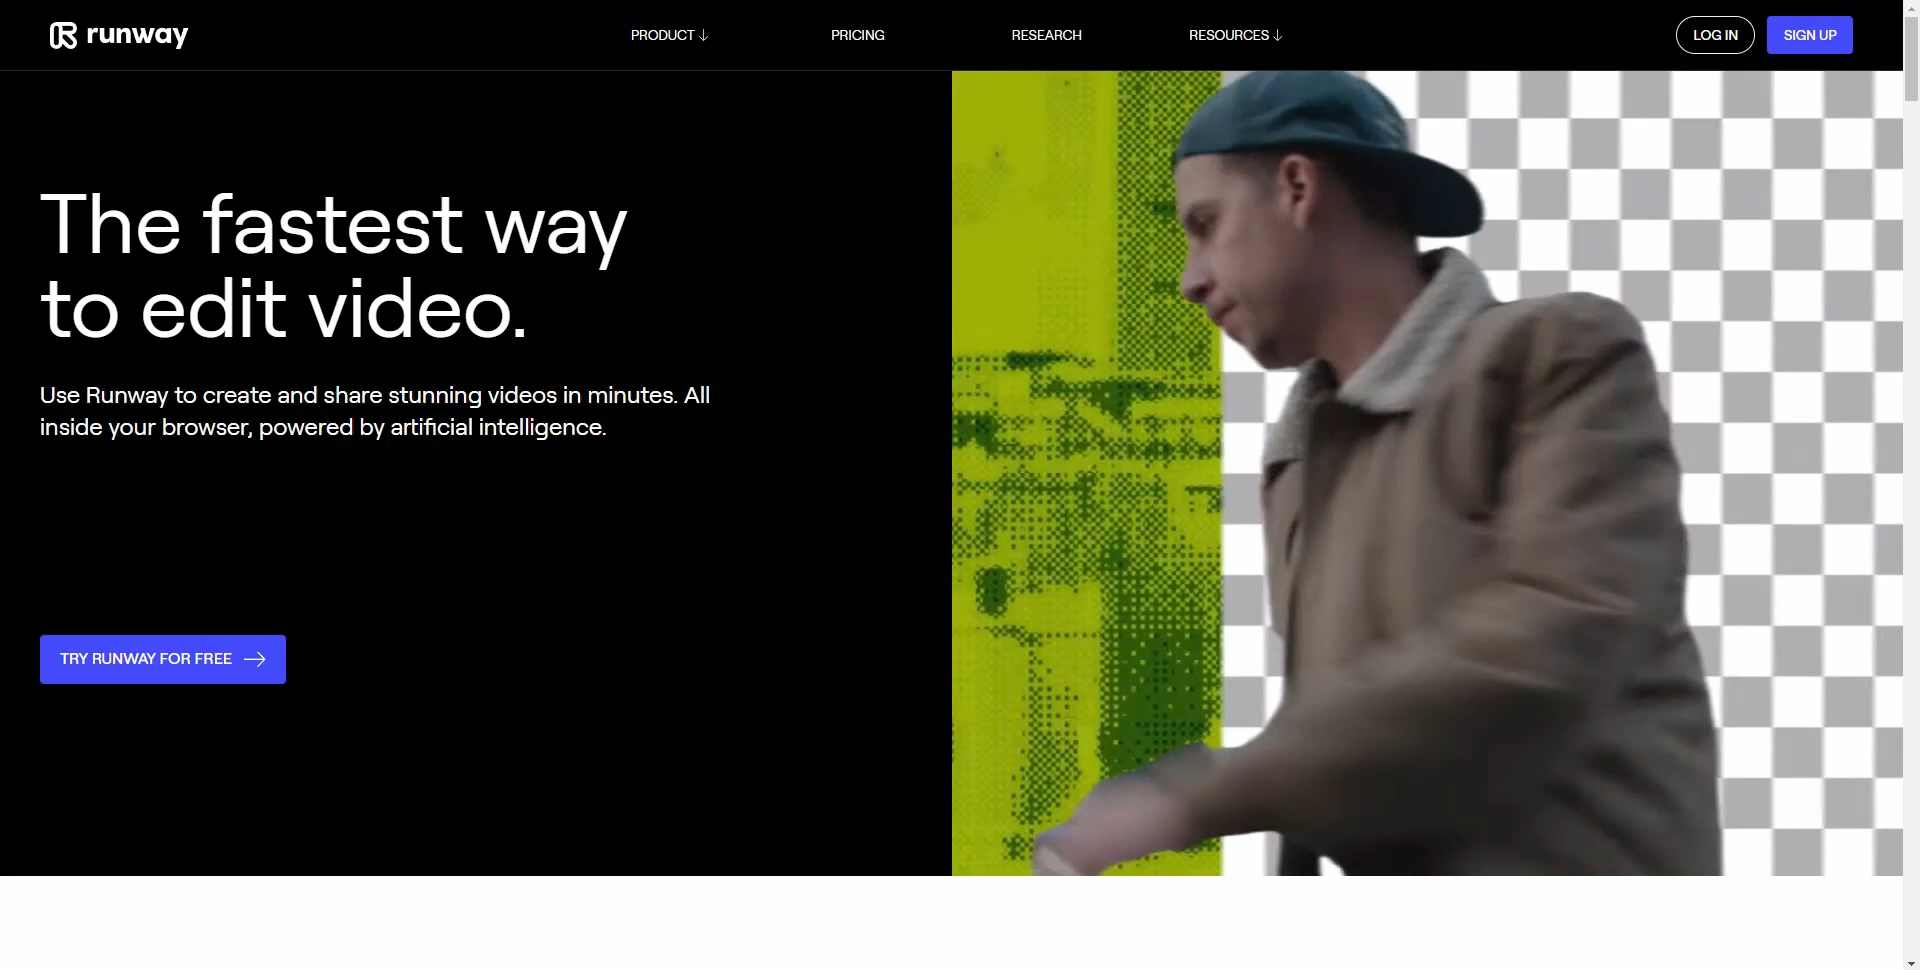 runway
PRODUCT ↓
PRICING
RESEARCH
RESOURCES ↓
LOG IN
SIGN UP
The fastest way
to edit video.
Use Runway to create and share stunning videos in minutes. All
inside your browser, powered by artificial intelligence.
TRY RUNWAY FOR FREE →